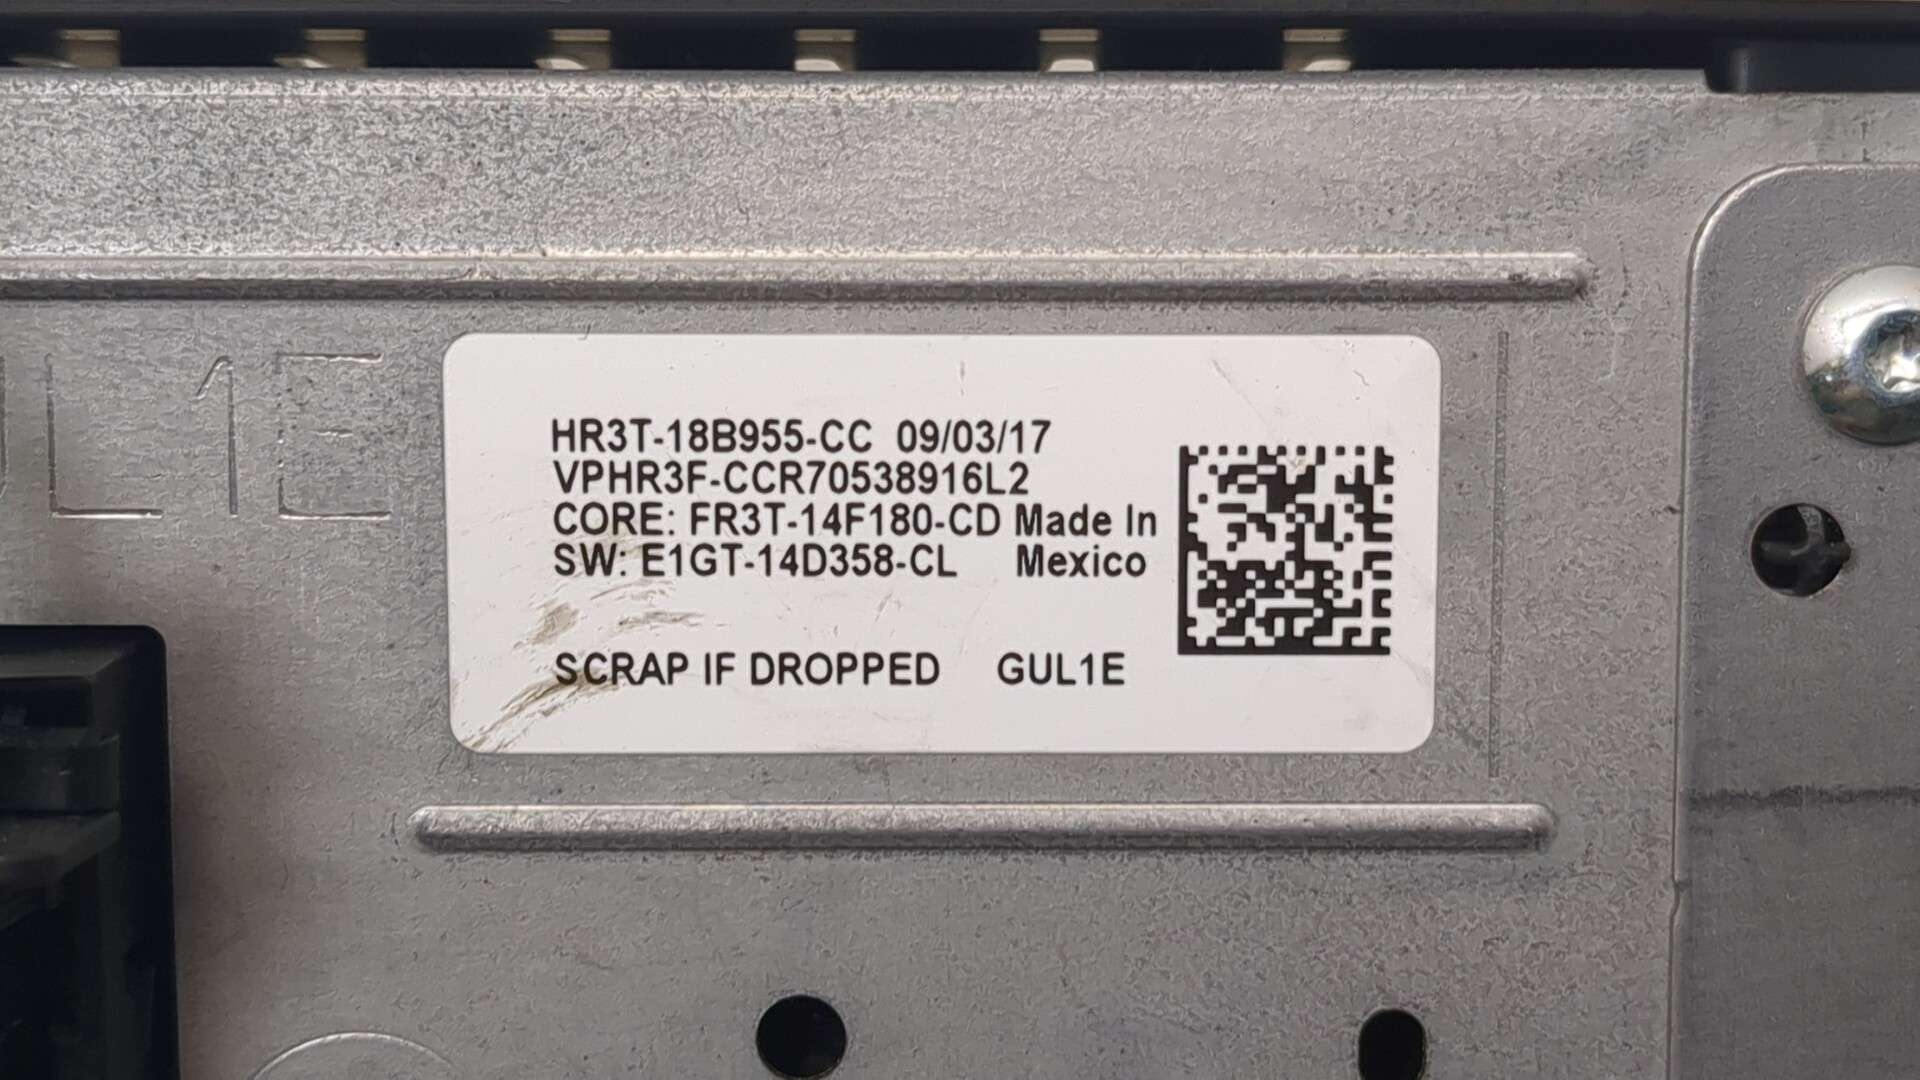 HR3T-18B955-CC 09/03/17
VPHR3F-CCR70538916L2
CORE: FR3T-14F180-CD Made In
SW: E1GT-14D358-CL Mexico
SCRAP IF DROPPED GUL1E
L1E